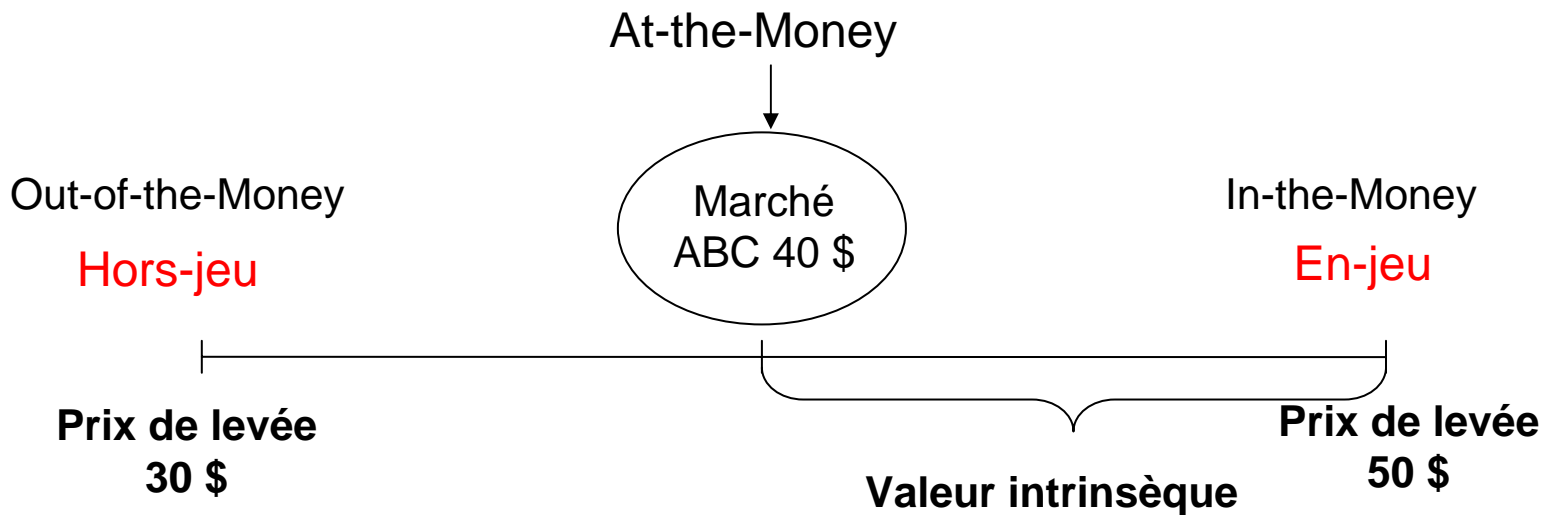 At-the-Money
Out-of-the-Money
Hors-jeu
Marché
ABC 40 $
In-the-Money
En-jeu
Prix de levée
30 $
Valeur intrinsèque
Prix de levée
50 $